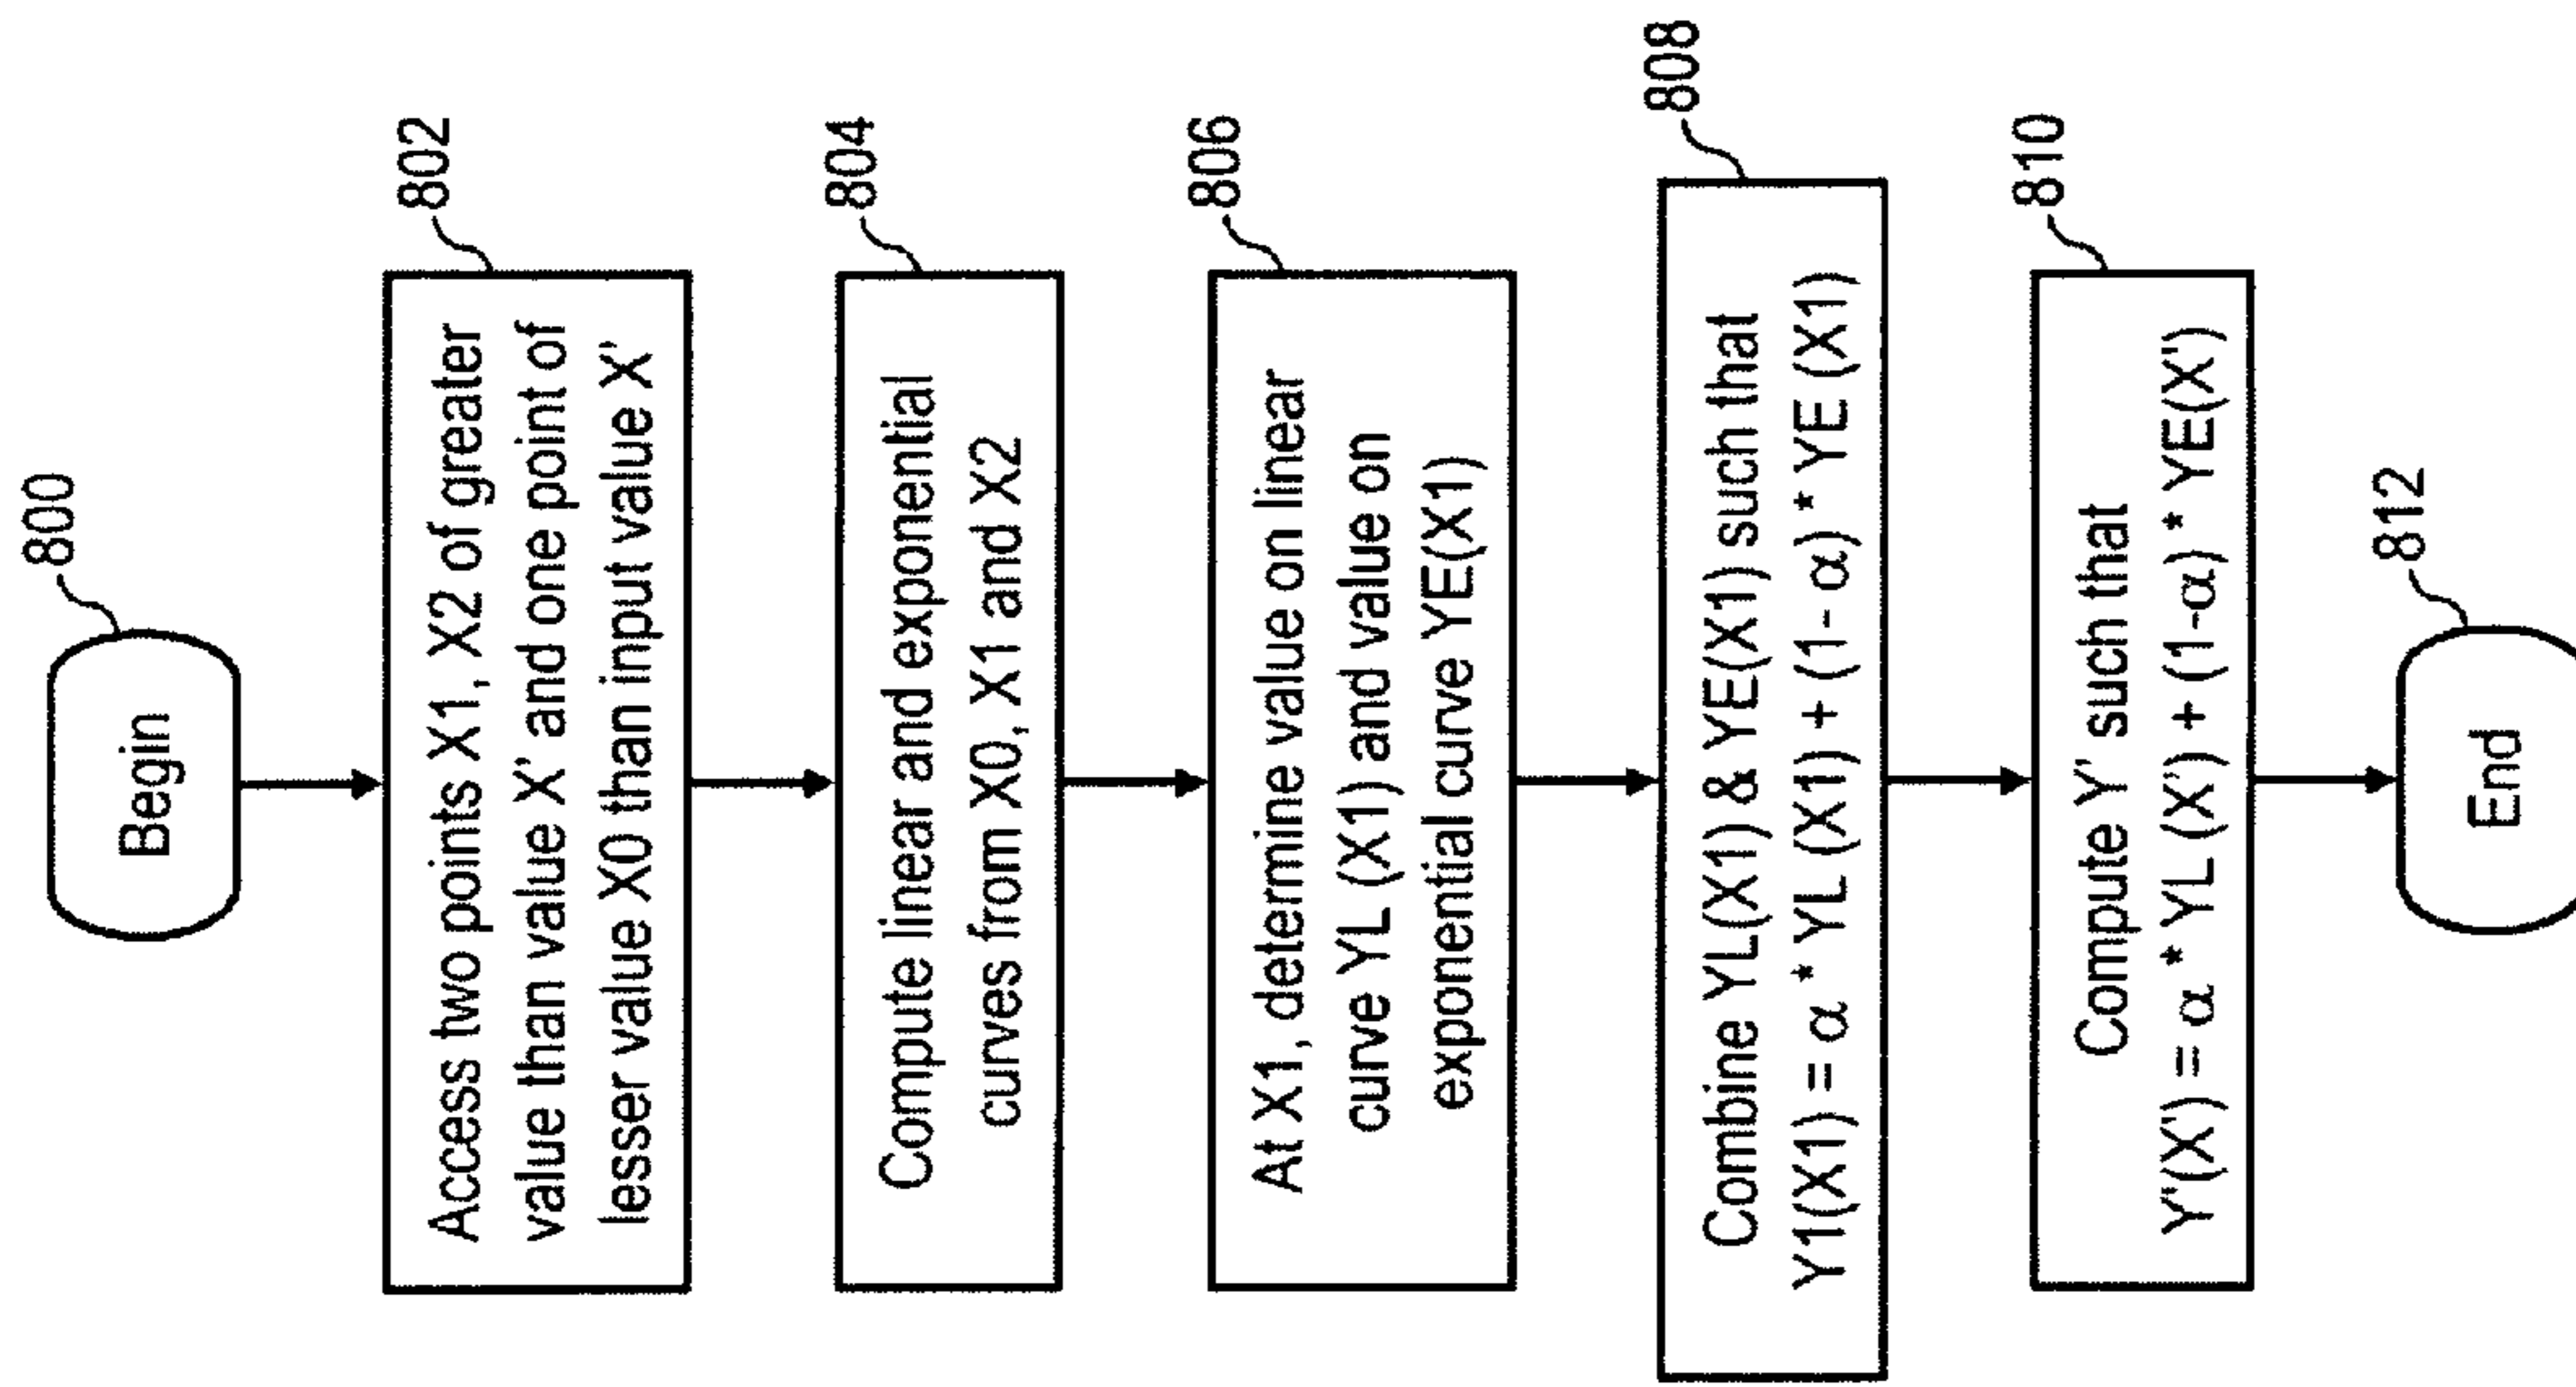 800
Begin
802
Access two points X1, X2 of greater
value than value X' and one point of
lesser value X0 than input value X'
804
Compute linear and exponential
curves from X0, X1 and X2
806
At X1, determine value on linear
curve YL (X1) and value on
exponential curve YE(X1)
808
Combine YL(X1) & YE(X1) such that
Y1(X1) = α * YL (X1) + (1- α) * YE (X1)
810
Compute Y' such that
Y'(X') = α * YL (X') + (1-α) * YE(X')
812
End